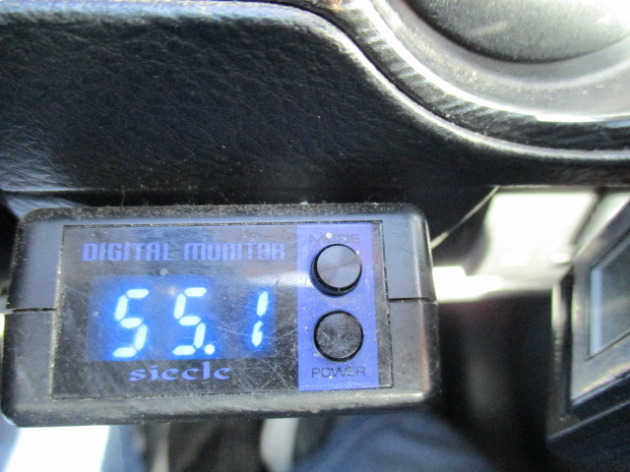 DIGITAL MONITOR
MODE
55.1
siecle
POWER